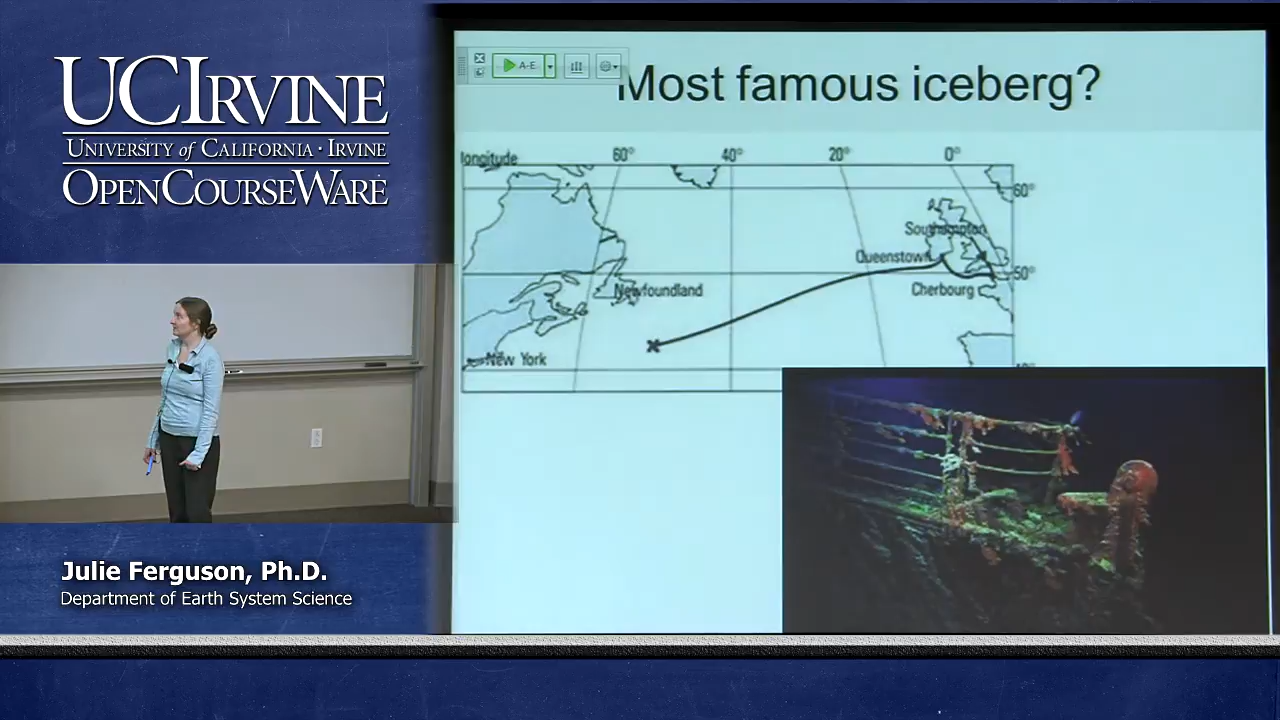 UCIRVINE
UNIVERSITY of CALIFORNIA · IRVINE
OPENCOURSEWARE
Julie Ferguson, Ph.D.
Department of Earth System Science
A-E
Most famous iceberg?
longitude
60° 40° 20° 0°
60°
Southampton
Queenstown
50°
Newfoundland
Cherbourg
New York